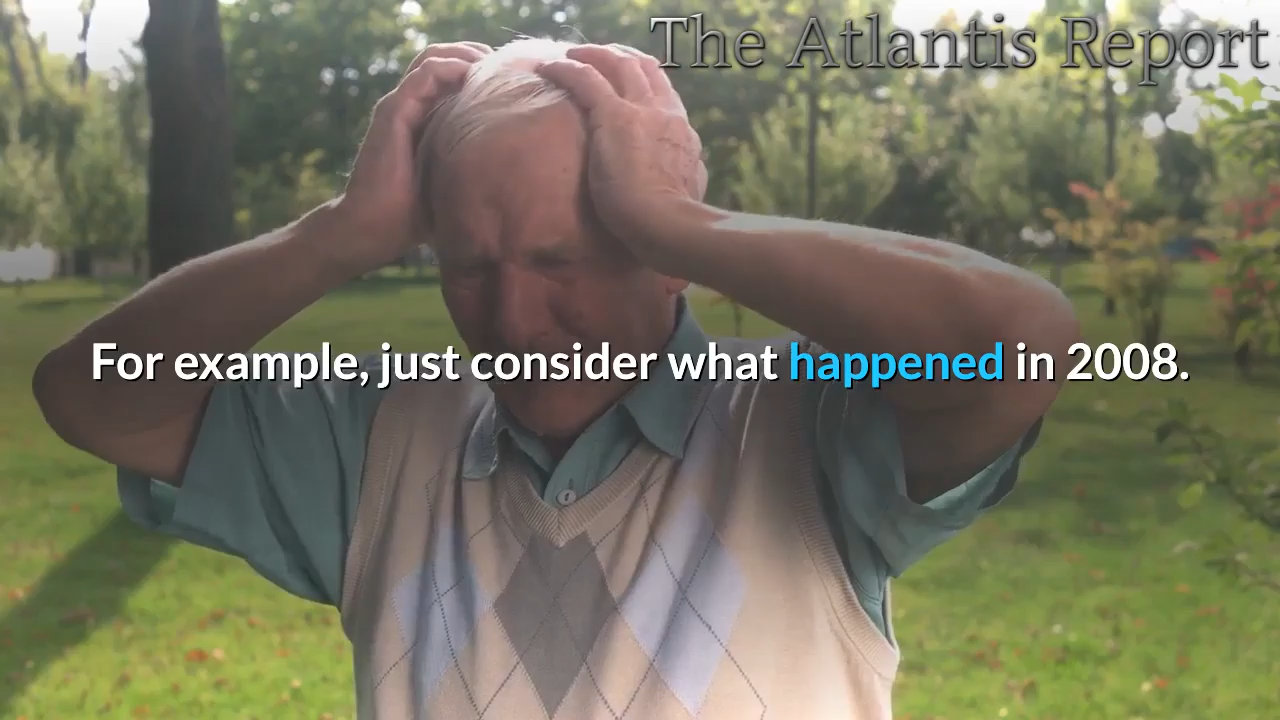 The Atlantis Report
For example, just consider what happened in 2008.